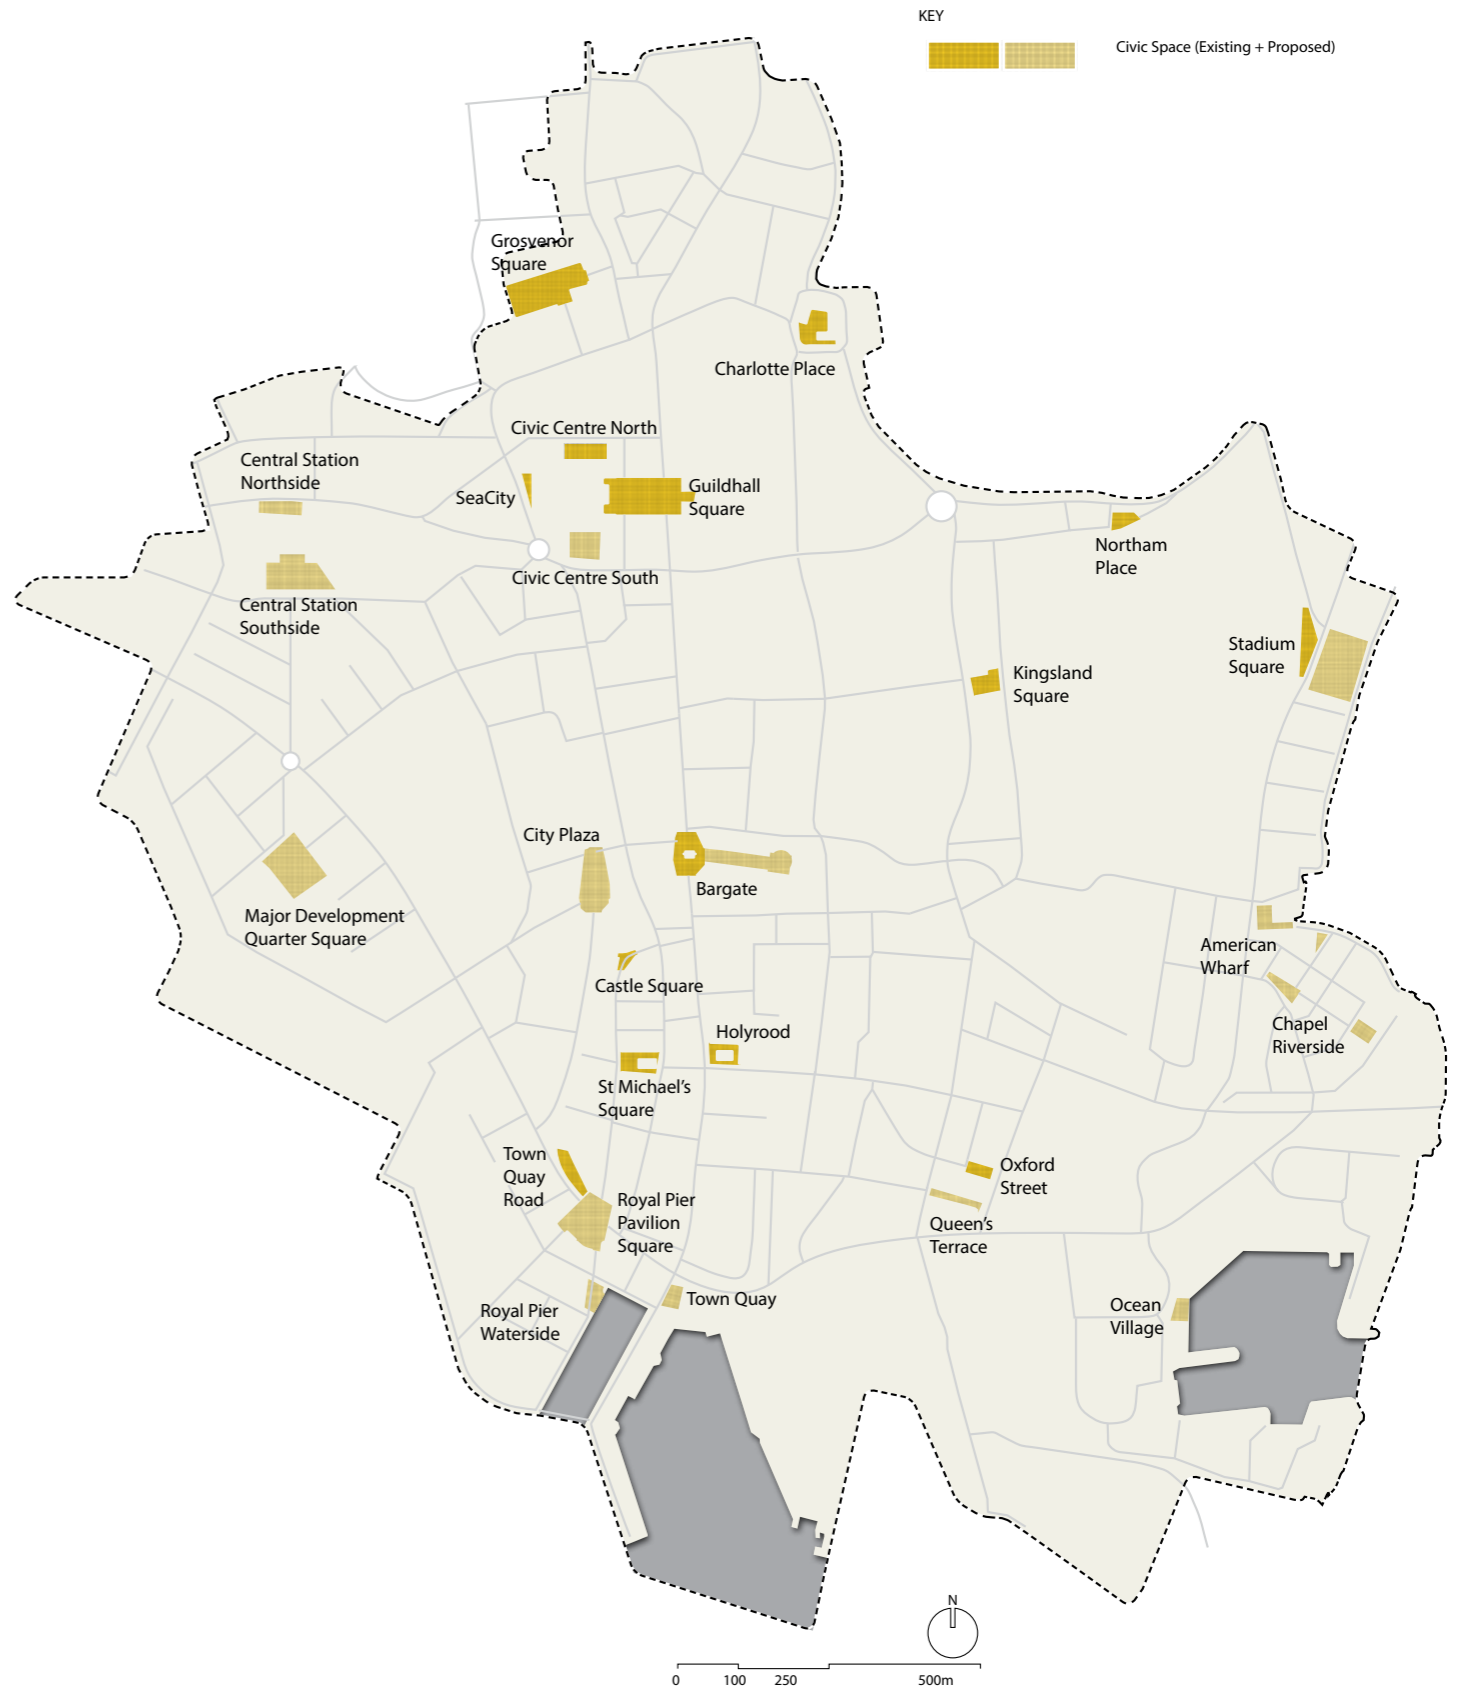 KEY
Civic Space (Existing + Proposed)
Grosvenor
Square
Charlotte Place
Civic Centre North
Central Station
Northside
SeaCity
Guildhall
Square
Northam
Place
Civic Centre South
Central Station
Southside
Stadium
Square
Kingsland
Square
City Plaza
Bargate
Major Development
Quarter Square
American
Wharf
Castle Square
Chapel
Riverside
Holyrood
St Michael's
Square
Town
Quay
Road
Oxford
Street
Royal Pier
Pavilion
Square
Queen's
Terrace
Town Quay
Royal Pier
Waterside
Ocean
Village
N
0 100 250 500m